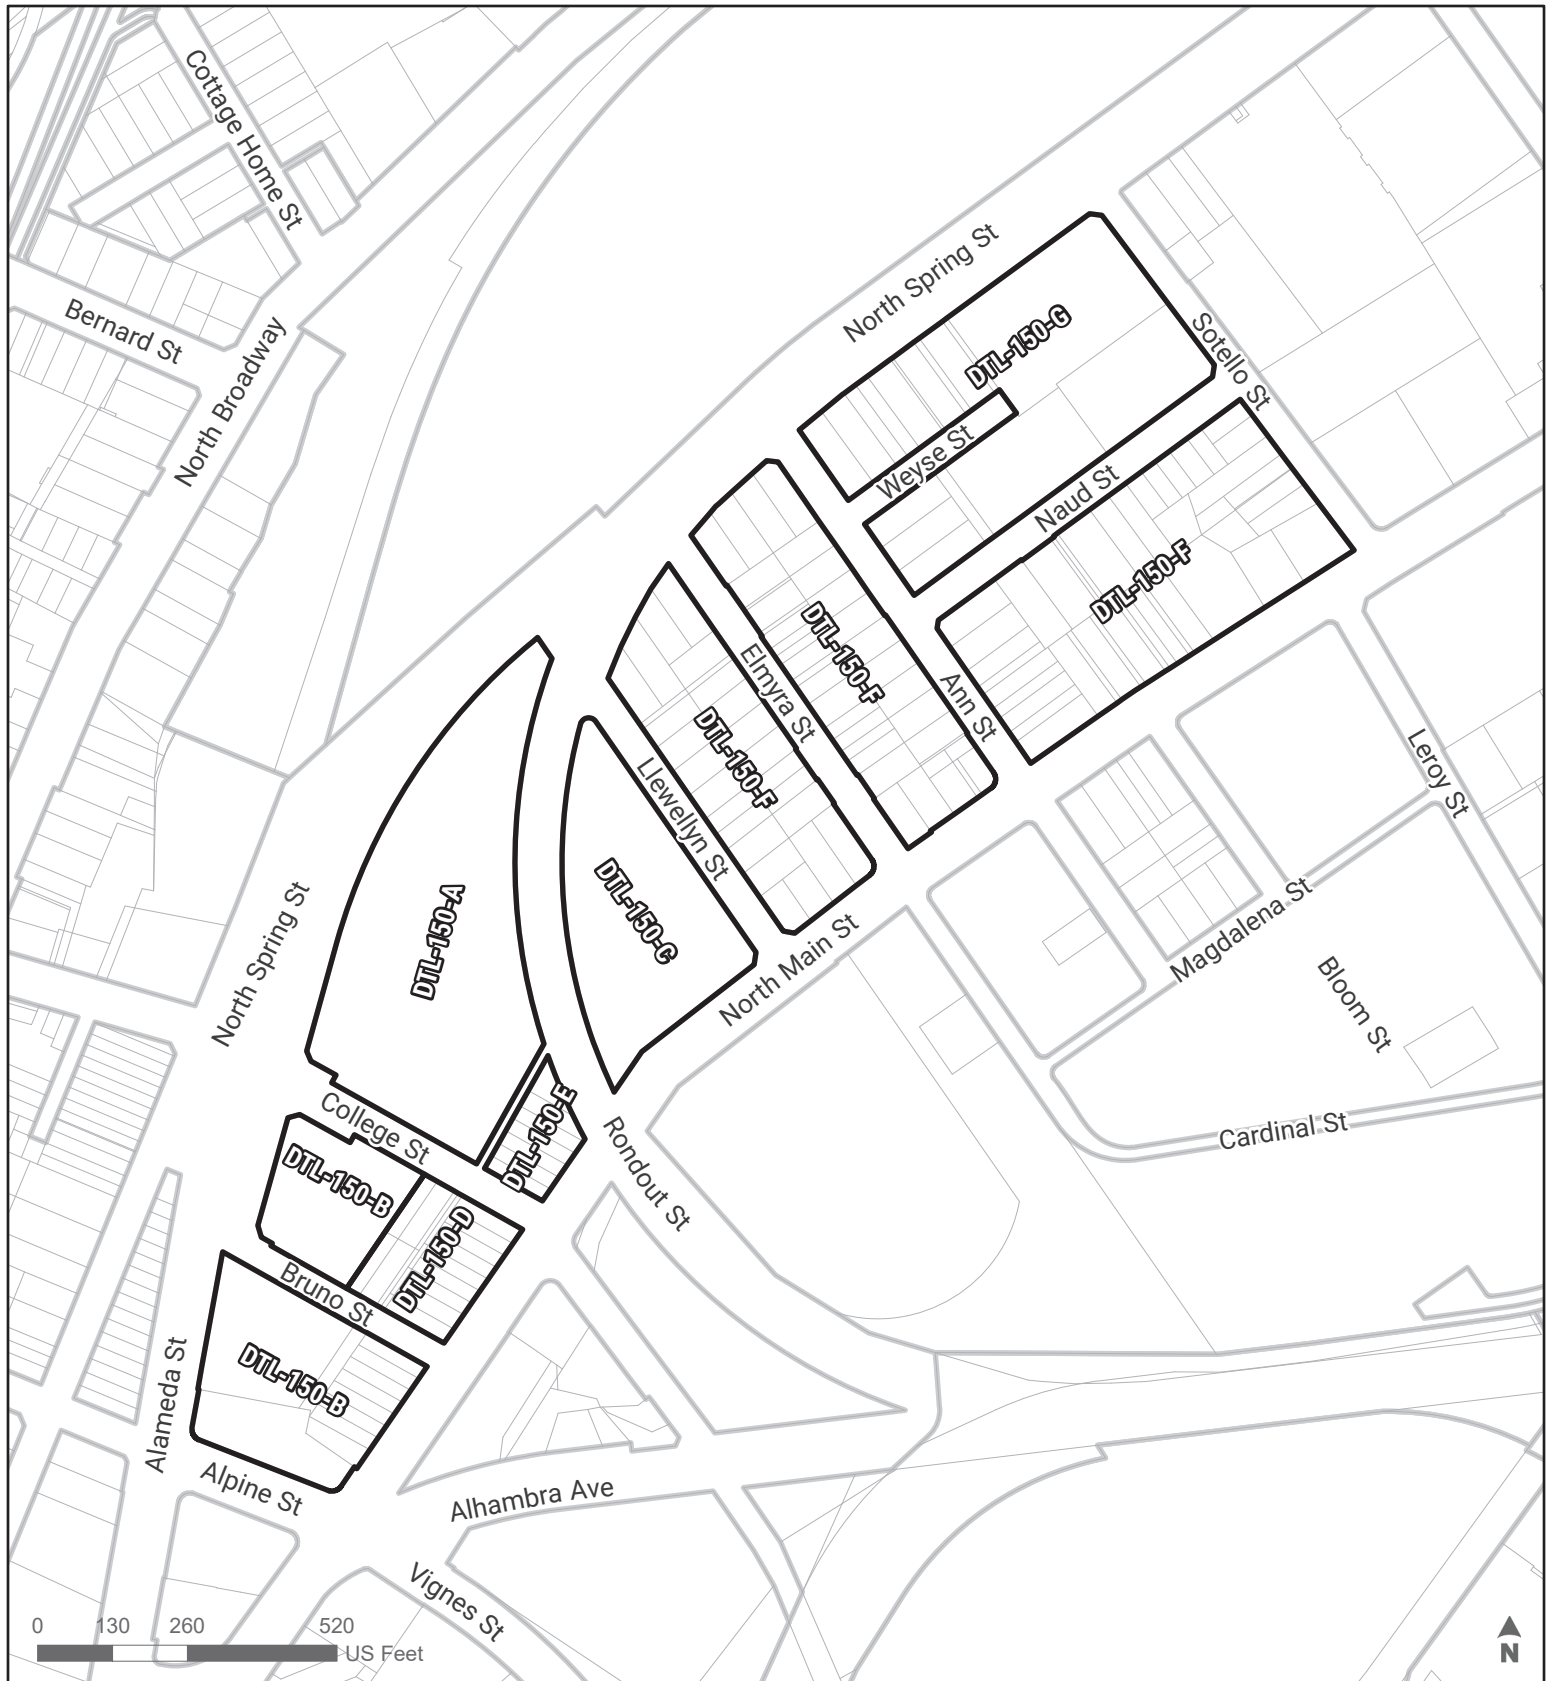 Cottage Home St
Bernard St
North Broadway
North Spring St
DTL-150-G
Sotello St
Weyse St
Naud St
DTL-150-F
DTL-150-F
Elmyra St
Ann St
DTL-150-F
Llewellyn St
Leroy St
DTL-150-A
DTL-150-C
North Spring St
North Main St
Magdalena St
Bloom St
Cardinal St
College St
DTL-150-E
Rondout St
DTL-150-B
DTL-150-D
Bruno St
DTL-150-B
Alameda St
Alpine St
Alhambra Ave
Vignes St
0 130 260 520
US Feet
N